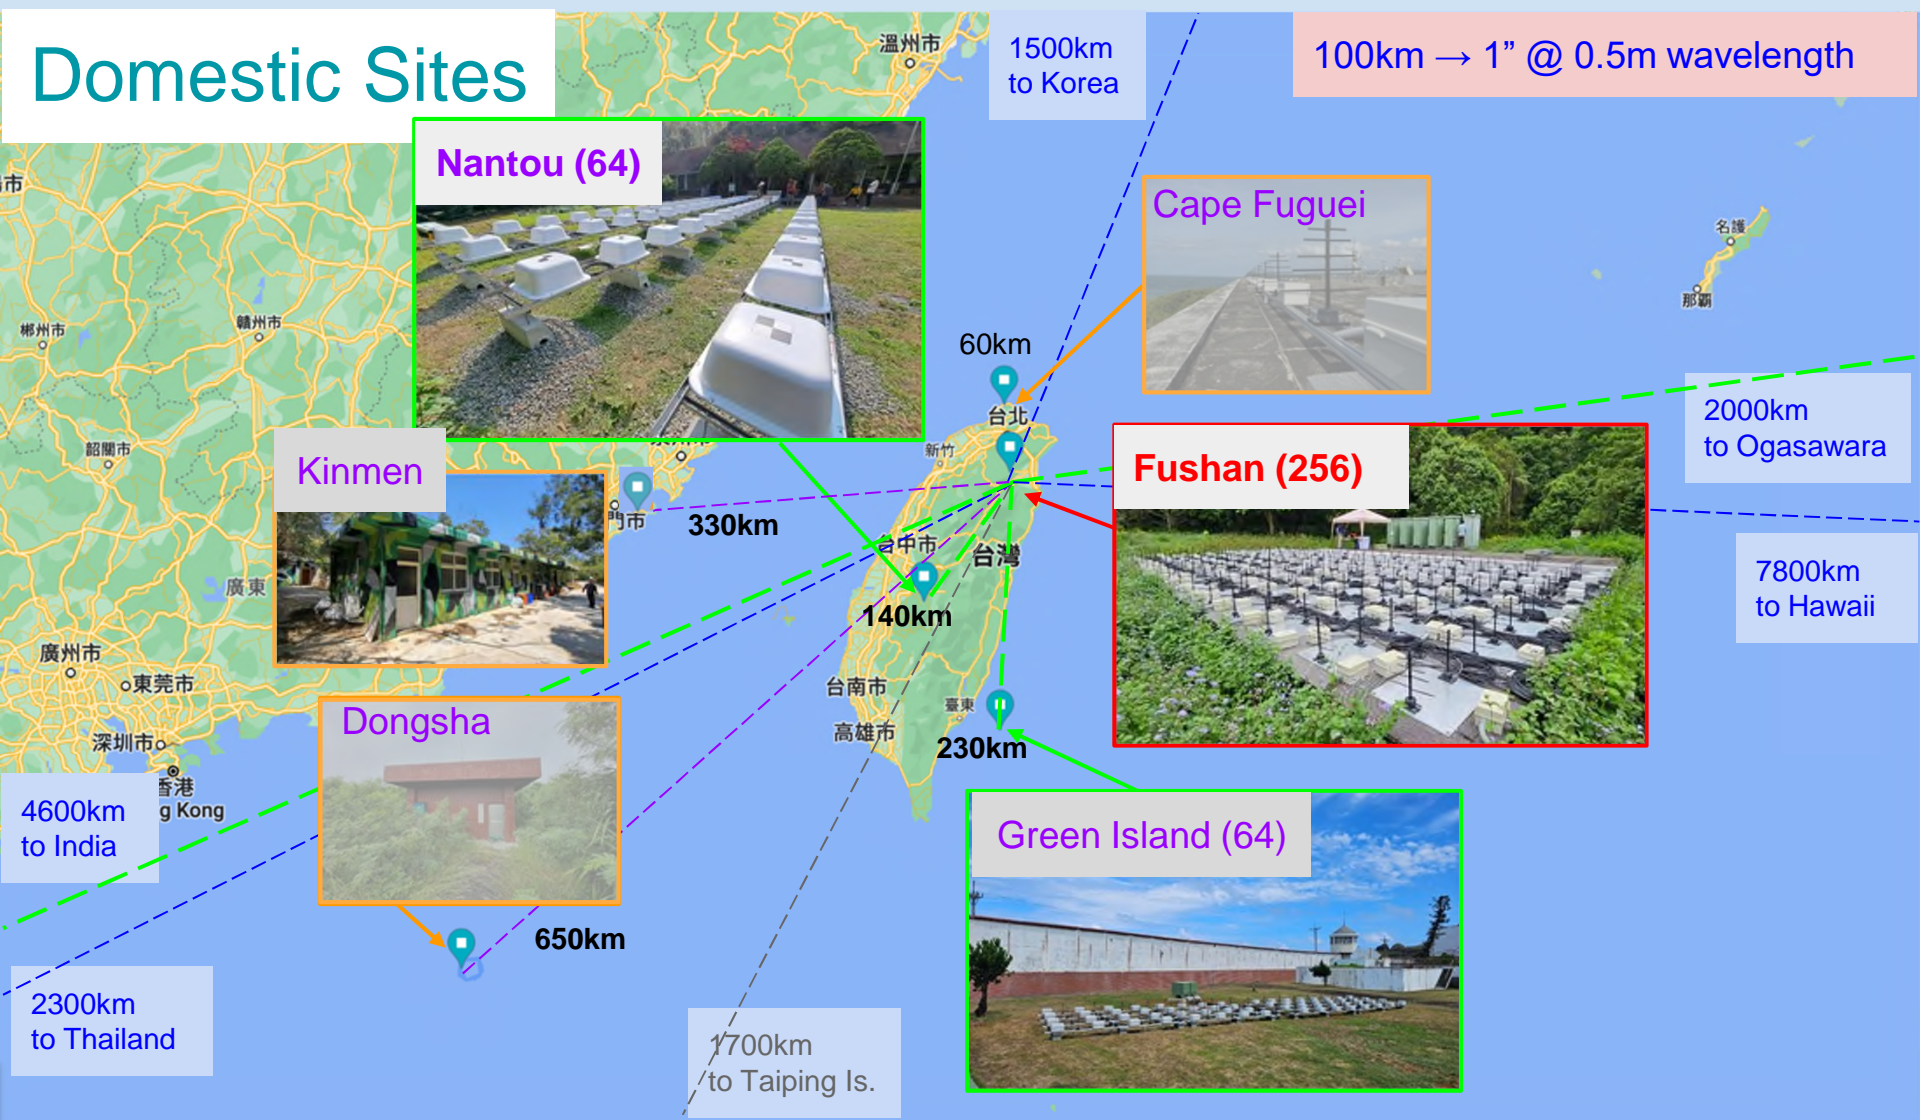 Domestic Sites
1500km
to Korea
100km → 1” @ 0.5m wavelength
溫州市
Nantou (64)
Cape Fuguei
名護
那霸
郴州市
贛州市
60km
台北
新竹
韶關市
2000km
to Ogasawara
Kinmen
Fushan (256)
門市
330km
台中市
台灣
廣東
140km
7800km
to Hawaii
廣州市
東莞市
台南市
臺東
高雄市
Dongsha
深圳市
230km
香港
g Kong
4600km
to India
Green Island (64)
650km
2300km
to Thailand
1700km
to Taiping Is.